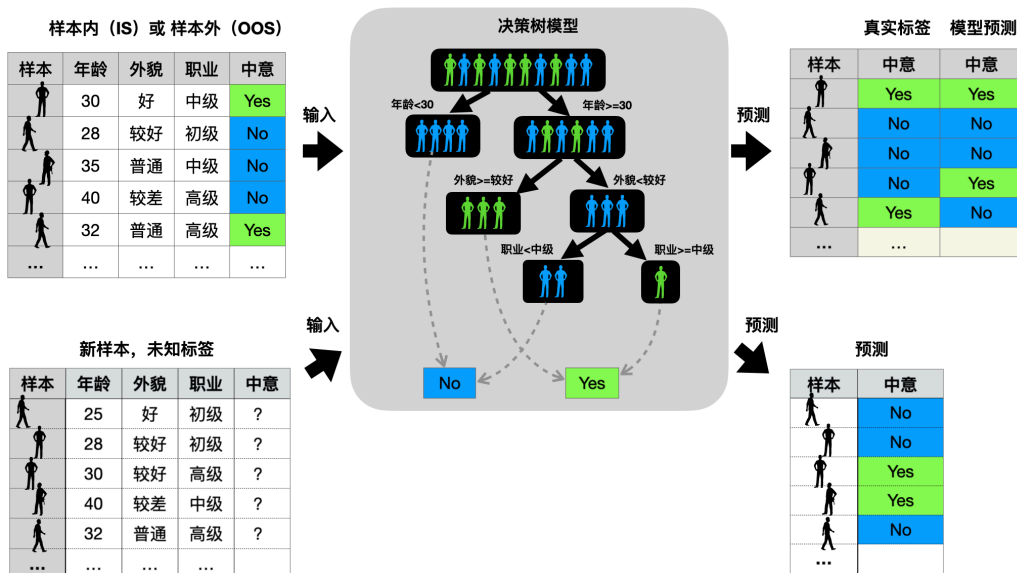 样本内（IS）或 样本外（OOS）
样本 年龄 外貌 职业 中意
30 好 中级 Yes
28 较好 初级 No
35 普通 中级 No
40 较差 高级 No
32 普通 高级 Yes
... ... ... ... ...
输入
决策树模型
年龄<30 年龄>=30
外貌>=较好 外貌<较好
职业<中级 职业>=中级
No Yes
预测
真实标签 模型预测
样本 中意 中意
Yes Yes
No No
No No
No Yes
Yes No
... ...
新样本，未知标签
样本 年龄 外貌 职业 中意
25 好 初级 ?
28 较好 初级 ?
30 较好 高级 ?
40 较差 中级 ?
32 普通 高级 ?
... ... ... ...
输入
预测
预测
样本 中意
No
No
Yes
Yes
No
...